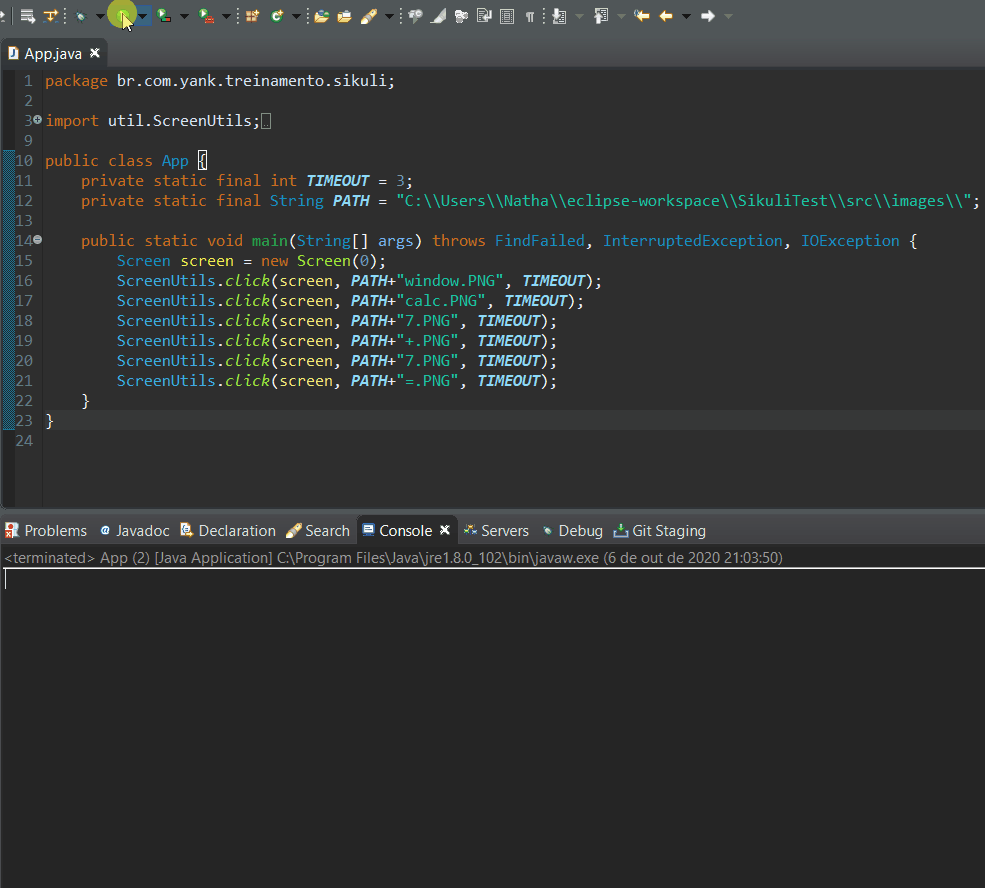 App.java
1 package br.com.yank.treinamento.sikuli;
2
3 import util.ScreenUtils;
9
10 public class App {
11 private static final int TIMEOUT = 3;
12 private static final String PATH = "C:\\Users\\Natha\\eclipse-workspace\\SikuliTest\\src\\images\\";
13
14 public static void main(String[] args) throws FindFailed, InterruptedException, IOException {
15 Screen screen = new Screen(0);
16 ScreenUtils.click(screen, PATH+"window.PNG", TIMEOUT);
17 ScreenUtils.click(screen, PATH+"calc.PNG", TIMEOUT);
18 ScreenUtils.click(screen, PATH+"7.PNG", TIMEOUT);
19 ScreenUtils.click(screen, PATH+"+.PNG", TIMEOUT);
20 ScreenUtils.click(screen, PATH+"7.PNG", TIMEOUT);
21 ScreenUtils.click(screen, PATH+"=.PNG", TIMEOUT);
22 }
23 }
24
Problems Javadoc Declaration Search Console Servers Debug Git Staging
<terminated> App (2) [Java Application] C:\Program Files\Java\jre1.8.0_102\bin\javaw.exe (6 de out de 2020 21:03:50)